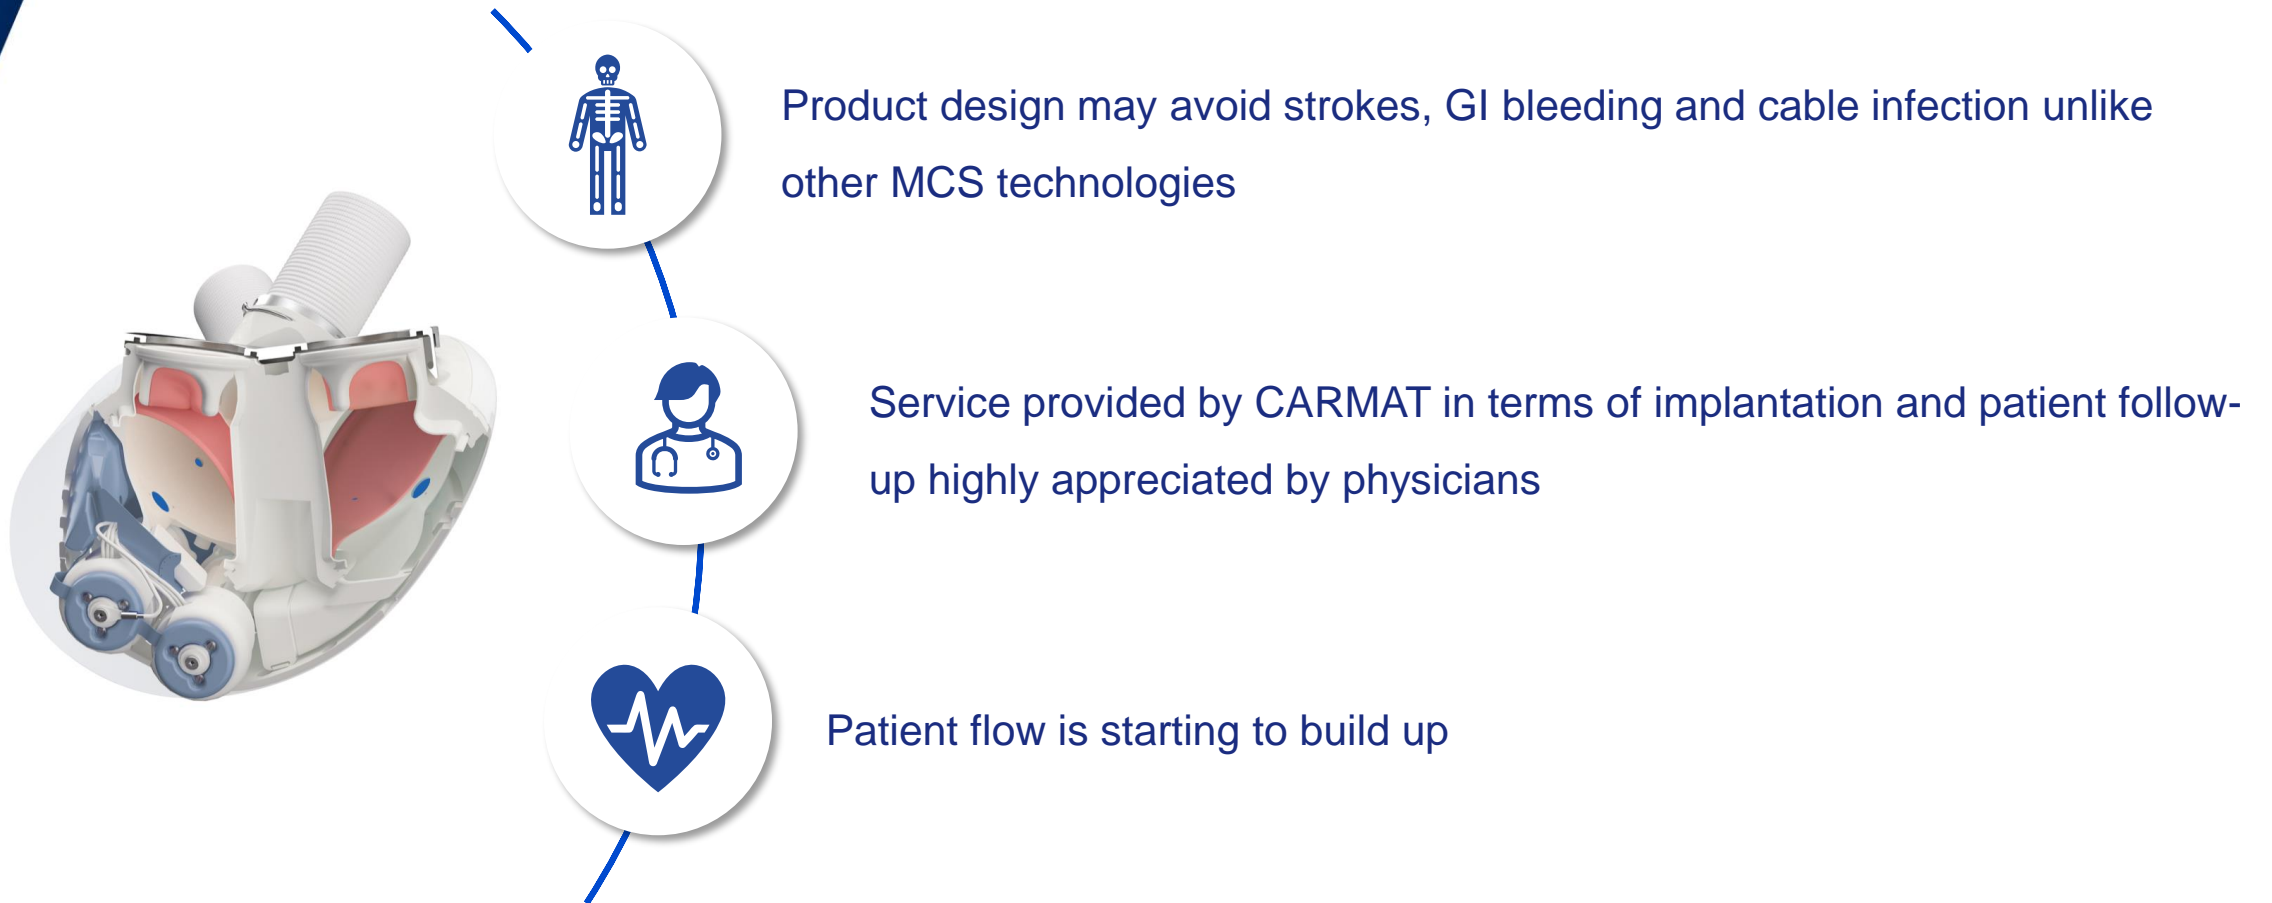 Product design may avoid strokes, GI bleeding and cable infection unlike
other MCS technologies
Service provided by CARMAT in terms of implantation and patient follow-
up highly appreciated by physicians
Patient flow is starting to build up